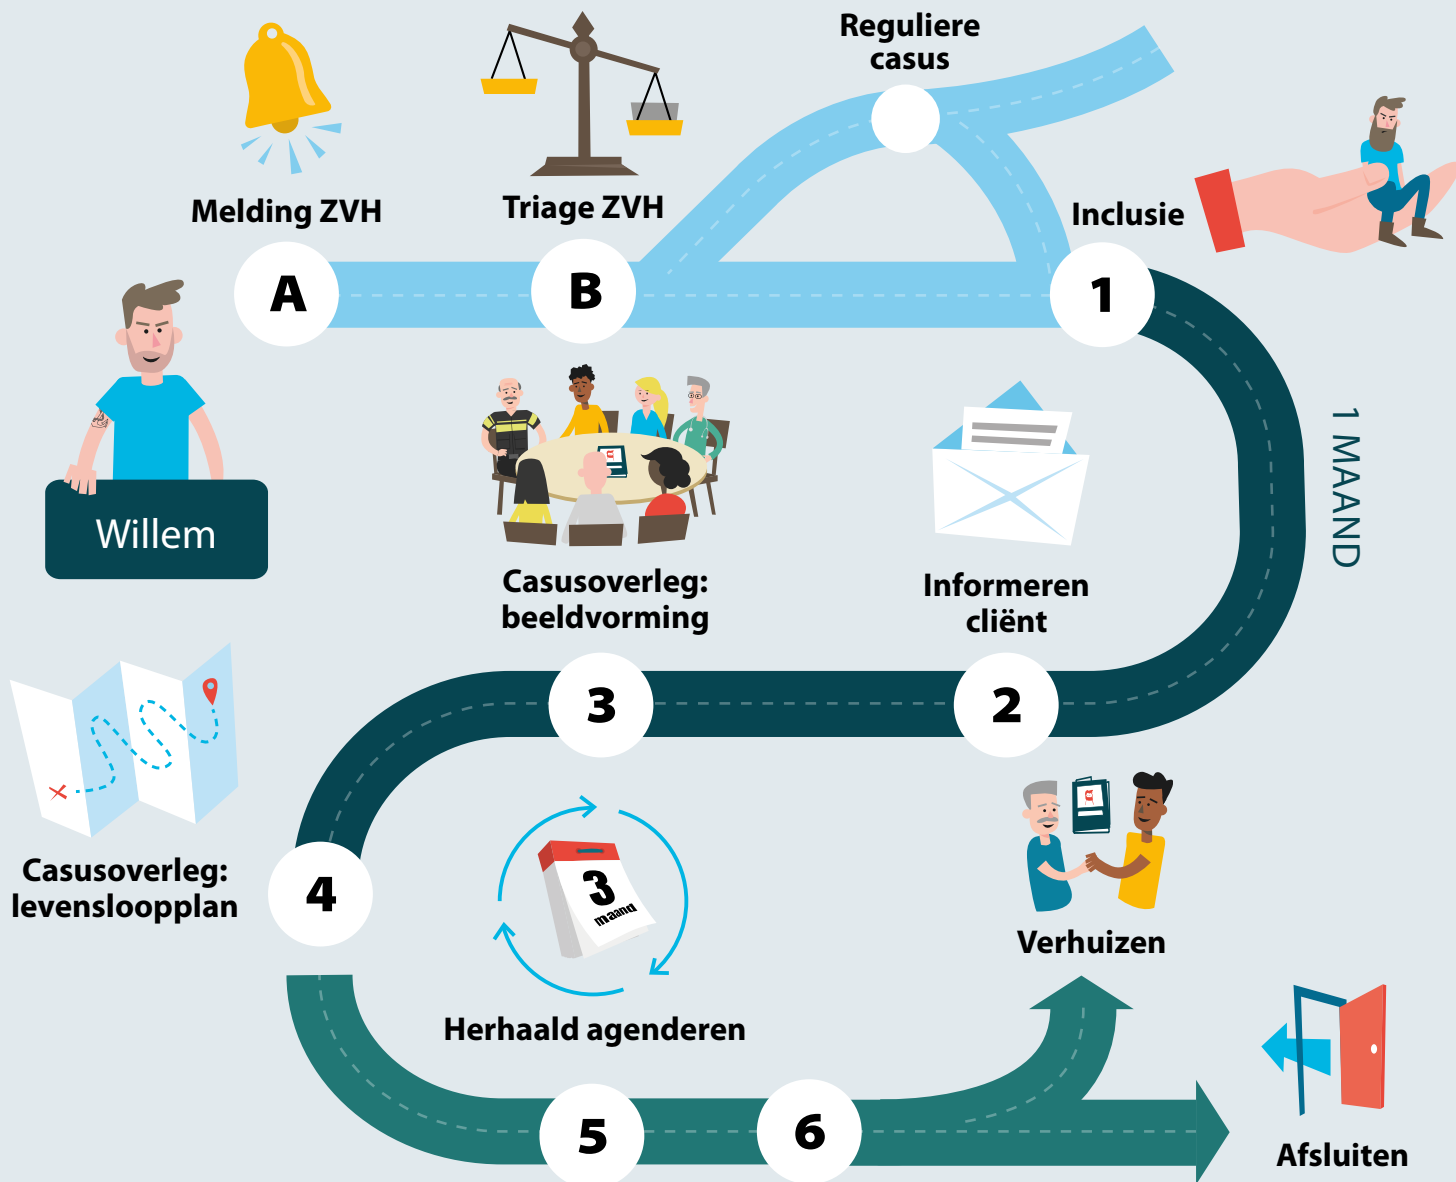 Reguliere
casus
Melding ZVH
Triage ZVH
Inclusie
A
B
1
1 MAAND
Willem
Casusoverleg:
beeldvorming
Informeren
cliënt
3
2
Casusoverleg:
levensloopplan
4
3
maand
Herhaald agenderen
Verhuizen
5
6
Afsluiten